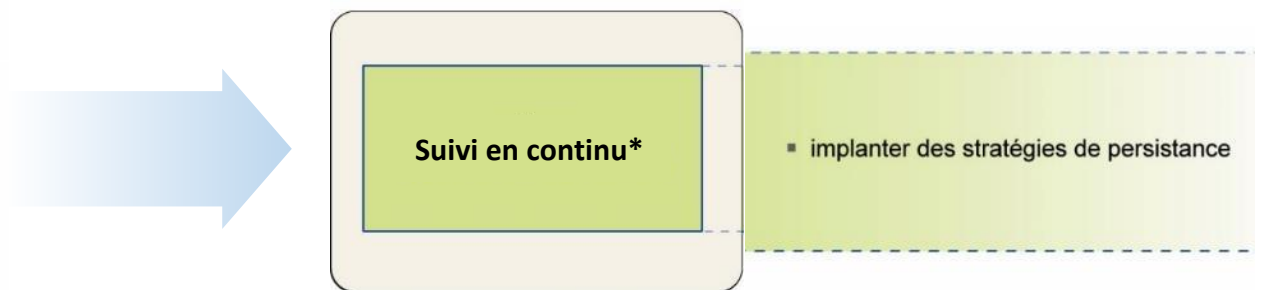 Suivi en continu*
▪ implanter des stratégies de persistance